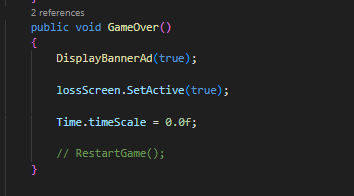 2 references
public void GameOver()
{
DisplayBannerAd(true);
lossScreen.SetActive(true);
Time.timeScale = 0.0f;
// RestartGame();
}